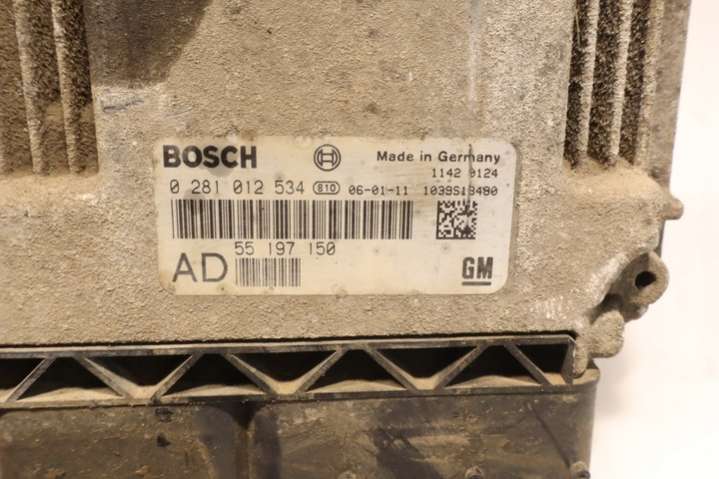 BOSCH Made in Germany
1142 9124
0 281 012 534 810 06-01-11 1039S13490
55 197 150
AD GM